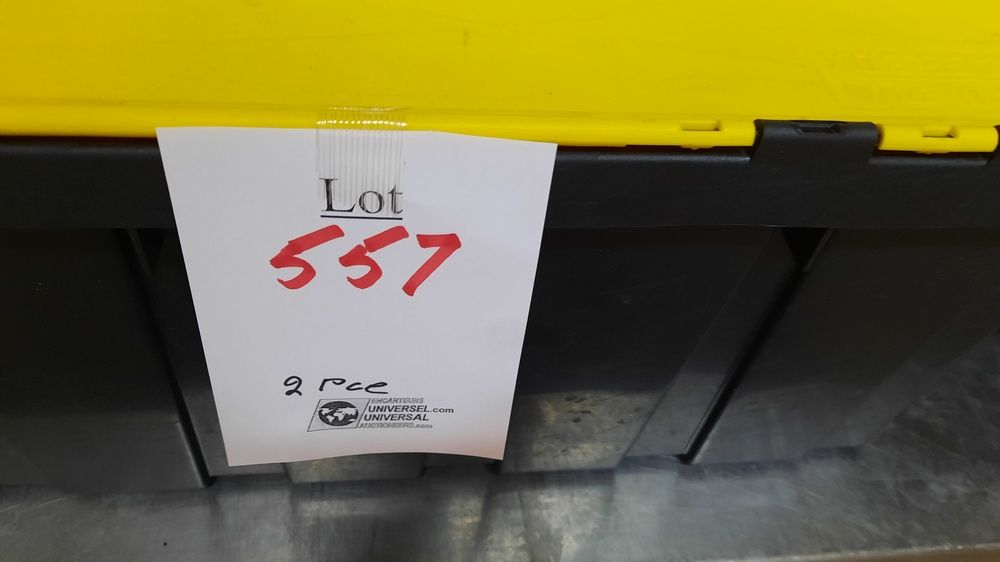 Lot
557
2 Pce
ENCANTEURS
UNIVERSEL.com
UNIVERSAL
AUCTIONEERS.com